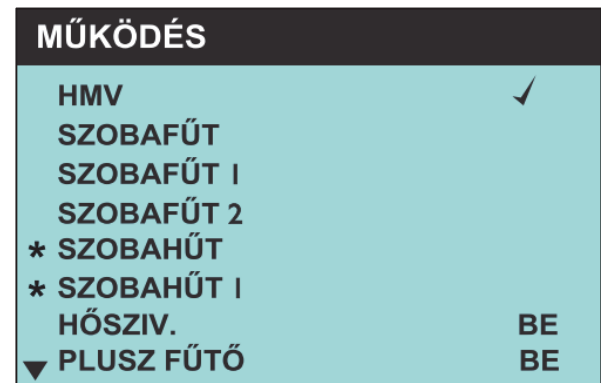 MŰKÖDÉS
HMV ✓
SZOBAFŰT
SZOBAFŰT 1
SZOBAFŰT 2
* SZOBAHŰT
* SZOBAHŰT 1
HŐSZIV. BE
▼ PLUSZ FŰTŐ BE